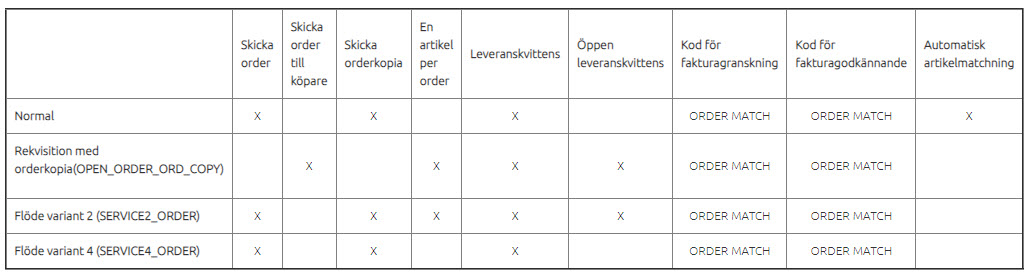 Skicka order
Skicka order till köpare
Skicka orderkopia
En artikel per order
Leveranskvittens
Öppen leveranskvittens
Kod för fakturagranskning
Kod för fakturagodkännande
Automatisk artikelmatchning
Normal X X X ORDER MATCH ORDER MATCH X
Rekvisition med orderkopia(OPEN_ORDER_ORD_COPY) X X X X ORDER MATCH ORDER MATCH
Flöde variant 2 (SERVICE2_ORDER) X X X X X ORDER MATCH ORDER MATCH
Flöde variant 4 (SERVICE4_ORDER) X X X ORDER MATCH ORDER MATCH